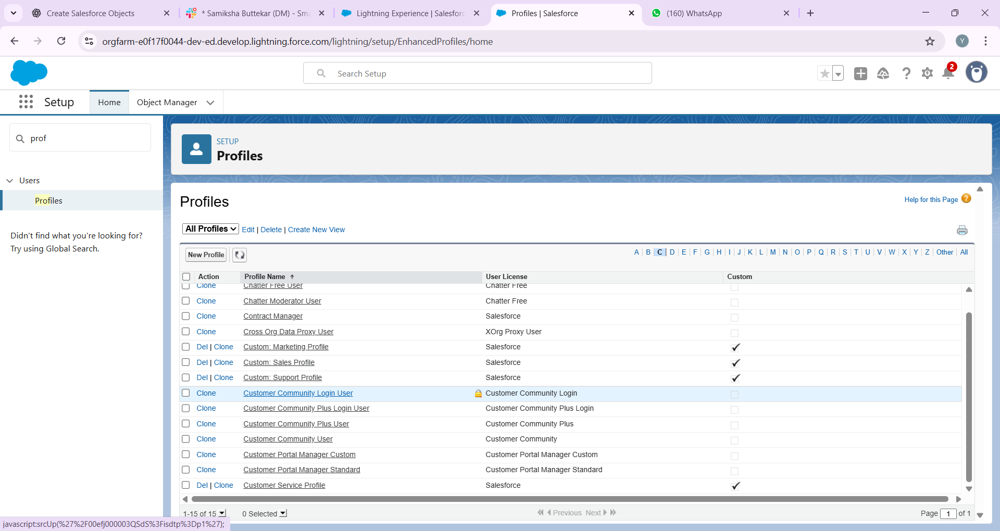 Create Salesforce Objects
* Samiksha Buttekar (DM) - Sma
Lightning Experience | Salesforc
Profiles | Salesforce
(160) WhatsApp
orgfarm-e0f17f0044-dev-ed.develop.lightning.force.com/lightning/setup/EnhancedProfiles/home
Y
Search Setup
2
Setup
Home
Object Manager
prof
Users
Profiles
Didn't find what you're looking for?
Try using Global Search.
SETUP
Profiles
Profiles
Help for this Page
All Profiles Edit | Delete | Create New View
New Profile
A | B | C | D | E | F | G | H | I | J | K | L | M | N | O | P | Q | R | S | T | U | V | W | X | Y | Z | Other | All
Action Profile Name User License Custom
Clone Chatter Free User Chatter Free
Clone Chatter Moderator User Chatter Free
Clone Contract Manager Salesforce
Clone Cross Org Data Proxy User XOrg Proxy User
Del | Clone Custom: Marketing Profile Salesforce
Del | Clone Custom: Sales Profile Salesforce
Del | Clone Custom: Support Profile Salesforce
Clone Customer Community Login User Customer Community Login
Clone Customer Community Plus Login User Customer Community Plus Login
Clone Customer Community Plus User Customer Community Plus
Clone Customer Community User Customer Community
Clone Customer Portal Manager Custom Customer Portal Manager Custom
Clone Customer Portal Manager Standard Customer Portal Manager Standard
Del | Clone Customer Service Profile Salesforce
1-15 of 15 0 Selected Previous Next Page 1 of 1
javascript:srcUp(%27%2F00efj000003QSdS%3Fisdtp%3Dp1%27);